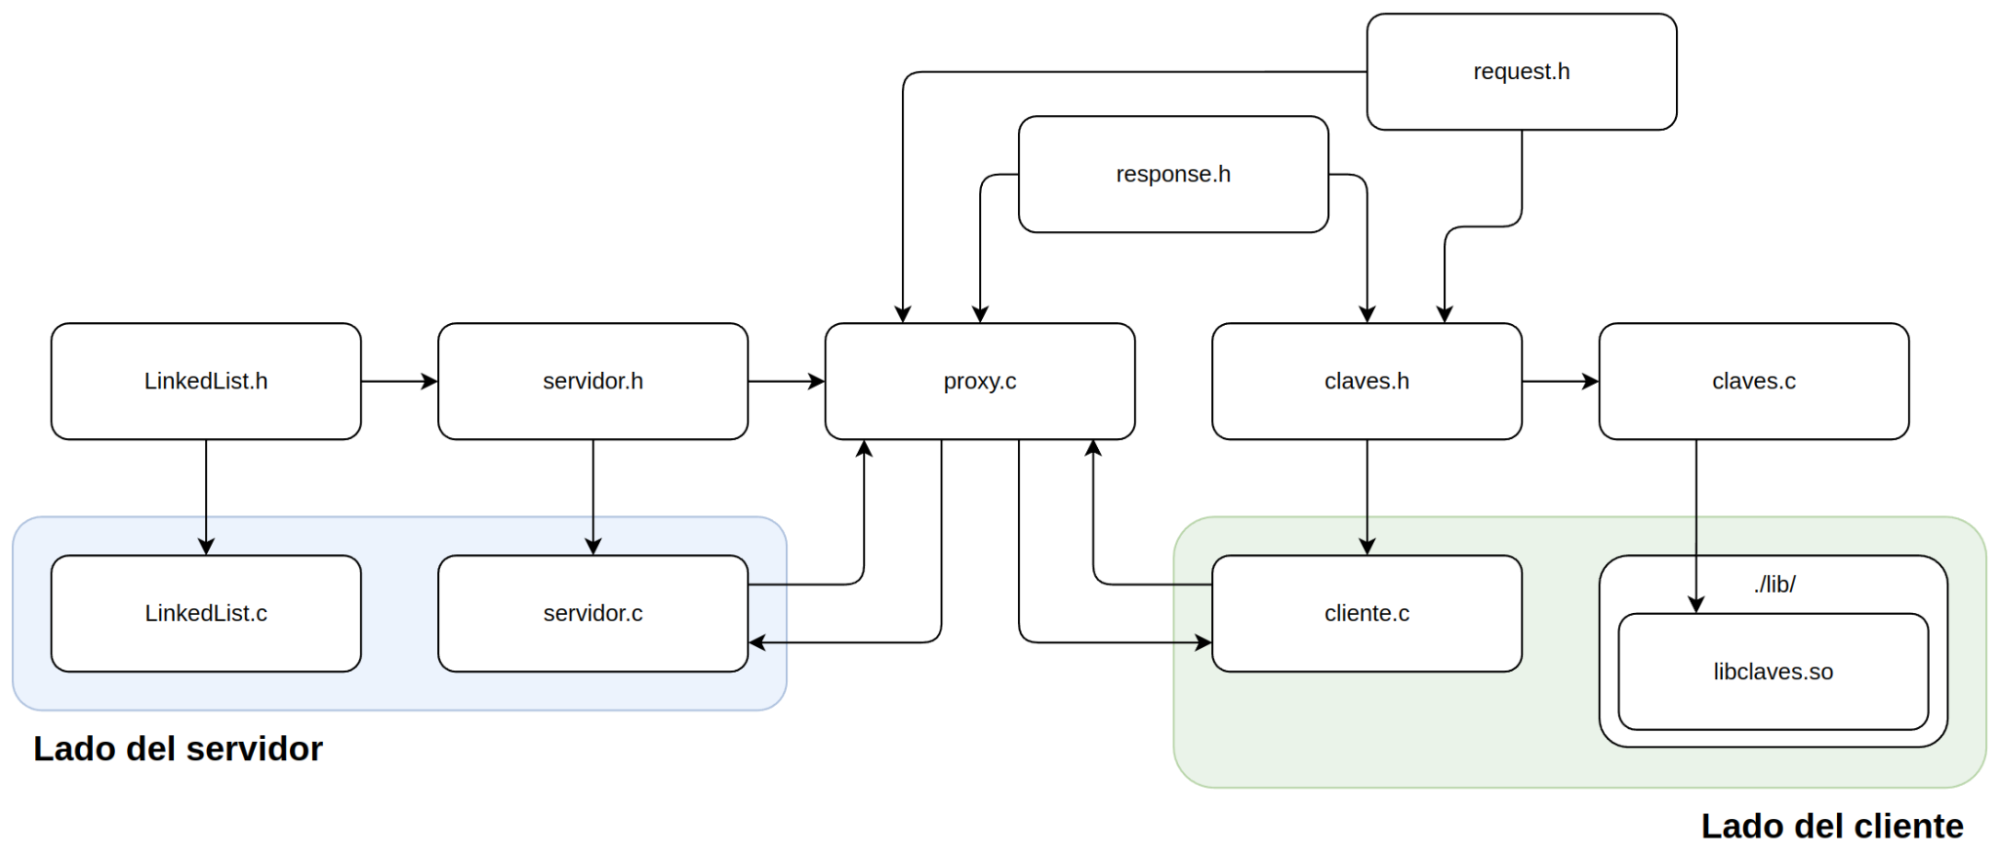 request.h
response.h
LinkedList.h
servidor.h
proxy.c
claves.h
claves.c
LinkedList.c
servidor.c
cliente.c
./lib/
libclaves.so
Lado del servidor
Lado del cliente